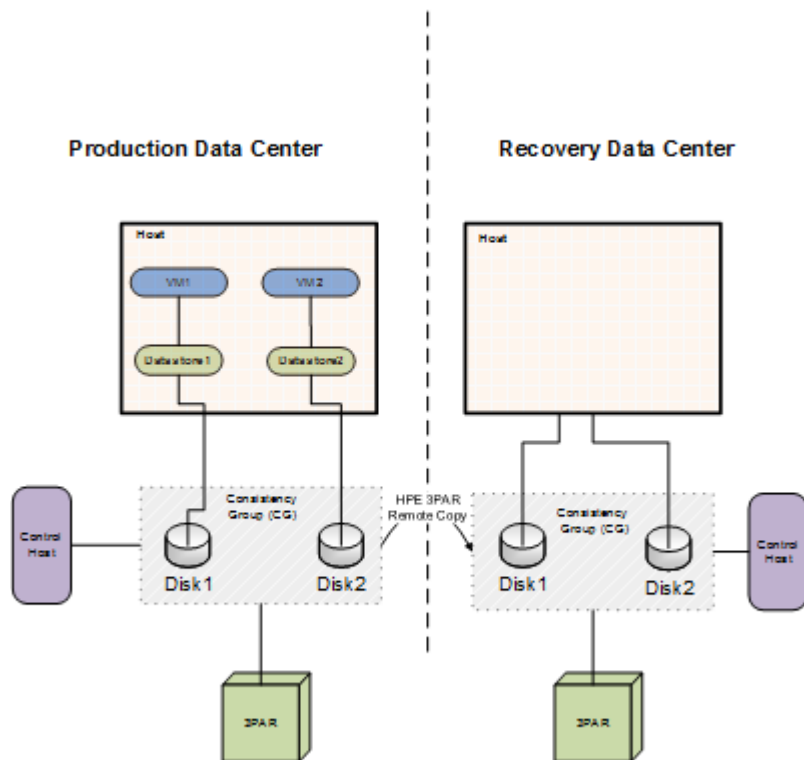 Production Data Center
Recovery Data Center
Host
VM1
VM2
Datastore1
Datastore2
Host
Control
Host
Consistency
Group (CG)
Disk1
Disk2
HPE 3PAR
Remote Copy
Consistency
Group (CG)
Disk1
Disk2
Control
Host
3PAR
3PAR